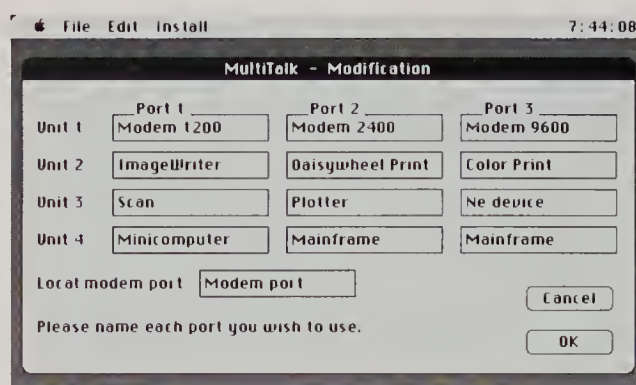 File Edit Install 7:44:08
MultiTalk - Modification
Port 1 Port 2 Port 3
Unit 1 Modem 1200 Modem 2400 Modem 9600
Unit 2 ImageWriter Daisywheel Print Color Print
Unit 3 Scan Plotter Ne device
Unit 4 Minicomputer Mainframe Mainframe
Local modem port Modem port
Cancel
Please name each port you wish to use.
OK